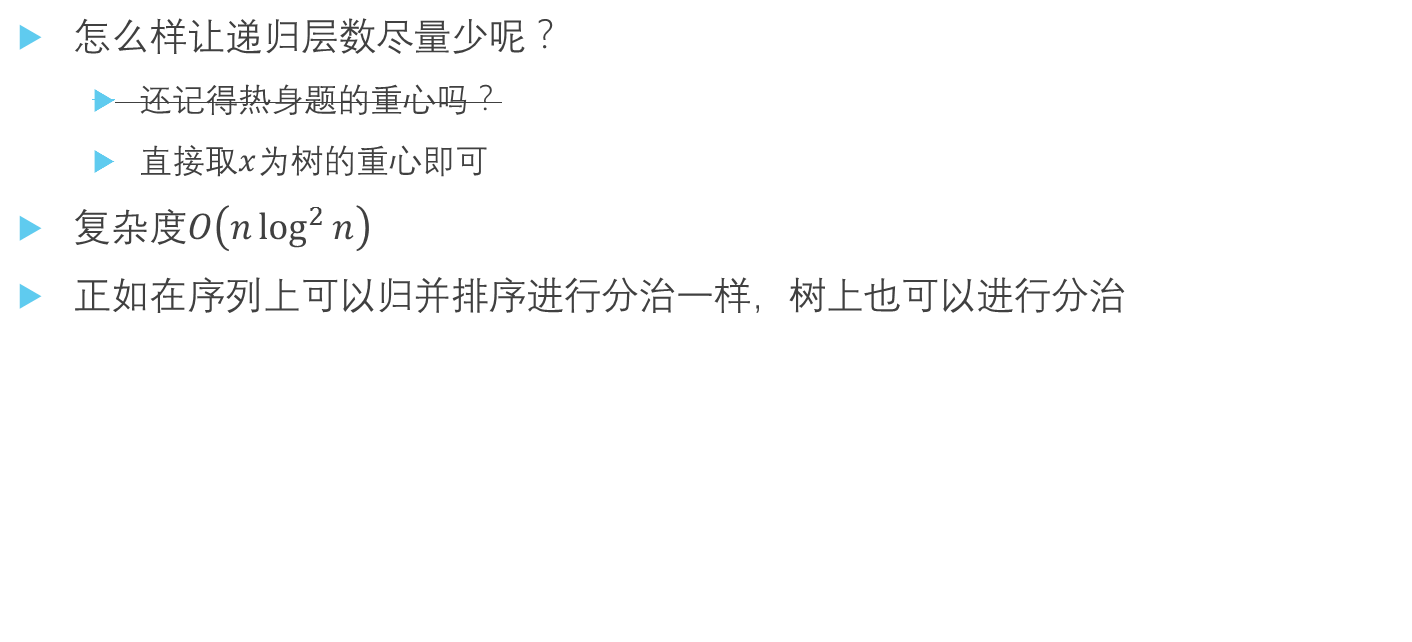 怎么样让递归层数尽量少呢？
还记得热身题的重心吗？
直接取x为树的重心即可
复杂度O(n log² n)
正如在序列上可以归并排序进行分治一样，树上也可以进行分治